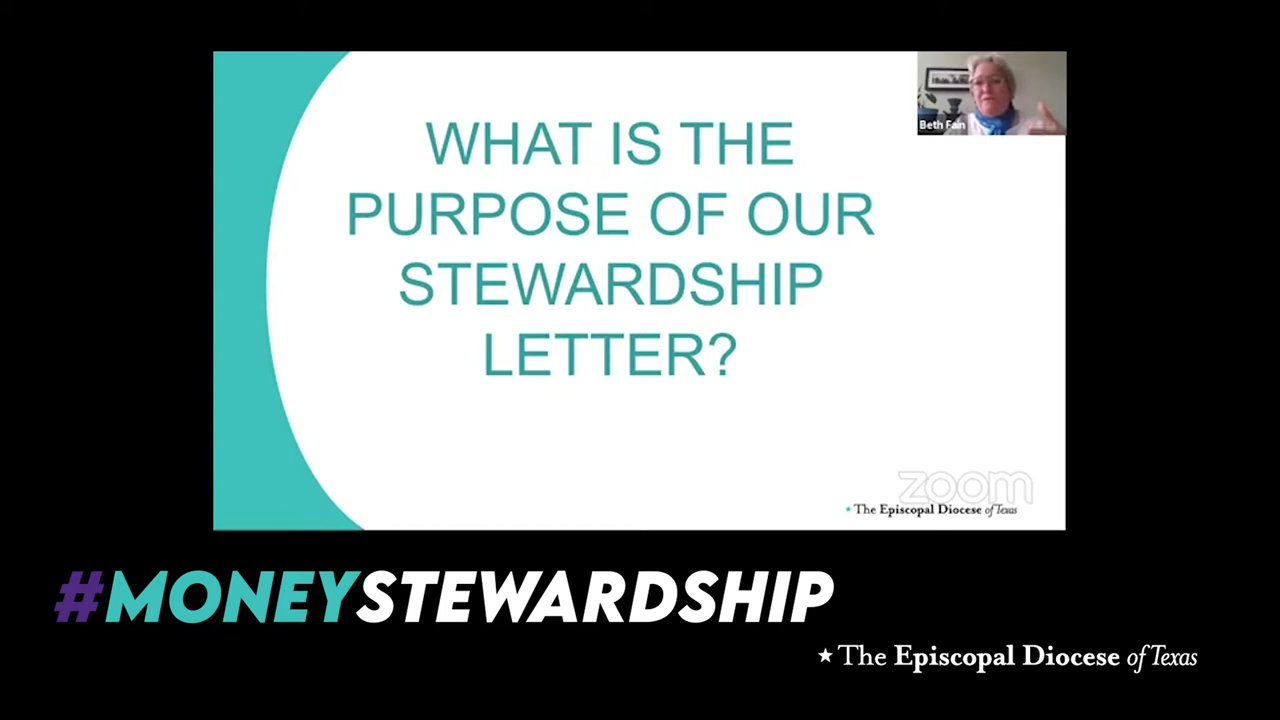 WHAT IS THE
PURPOSE OF OUR
STEWARDSHIP
LETTER?
Beth Fain
zoom
The Episcopal Diocese of Texas
#MONEYSTEWARDSHIP
The Episcopal Diocese of Texas